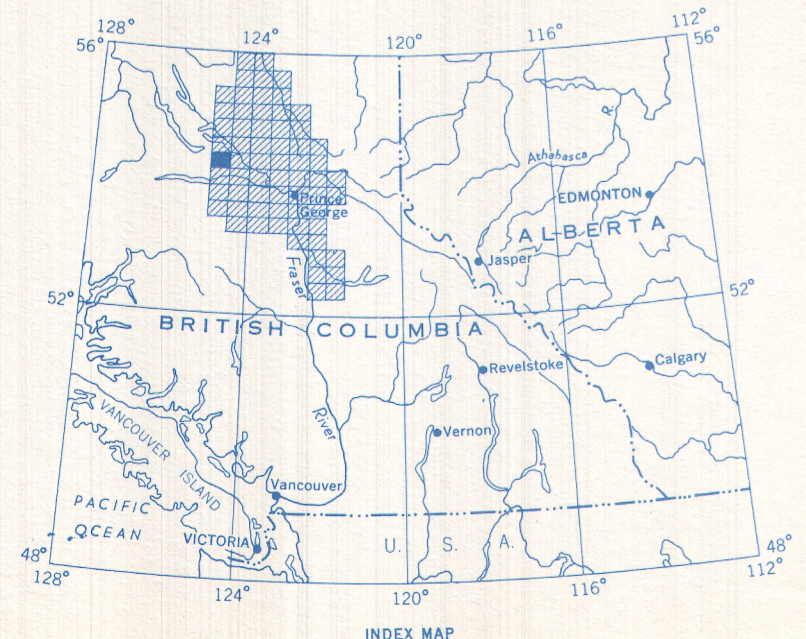 128°
124°
120°
116°
112°
56°
56°
R.
Athabasca
EDMONTON
Prince
George
ALBERTA
Jasper
Fraser
52°
52°
BRITISH COLUMBIA
Revelstoke
Calgary
VANCOUVER ISLAND
River
Vernon
Vancouver
PACIFIC
OCEAN
VICTORIA
U. S. A.
48°
48°
128°
124°
120°
116°
112°
INDEX MAP